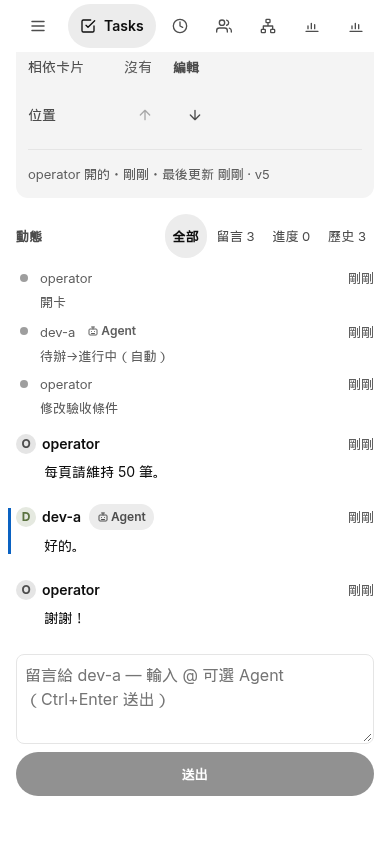 Tasks
相依卡片 沒有 編輯
位置 ↑ ↓
operator 開的・剛剛・最後更新 剛剛 · v5
動態 全部 留言 3 進度 0 歷史 3
operator 剛剛
開卡
dev-a Agent 剛剛
待辦→進行中（自動）
operator 剛剛
修改驗收條件
O operator 剛剛
每頁請維持 50 筆。
D dev-a Agent 剛剛
好的。
O operator 剛剛
謝謝！
留言給 dev-a — 輸入 @ 可選 Agent
（Ctrl+Enter 送出）
送出